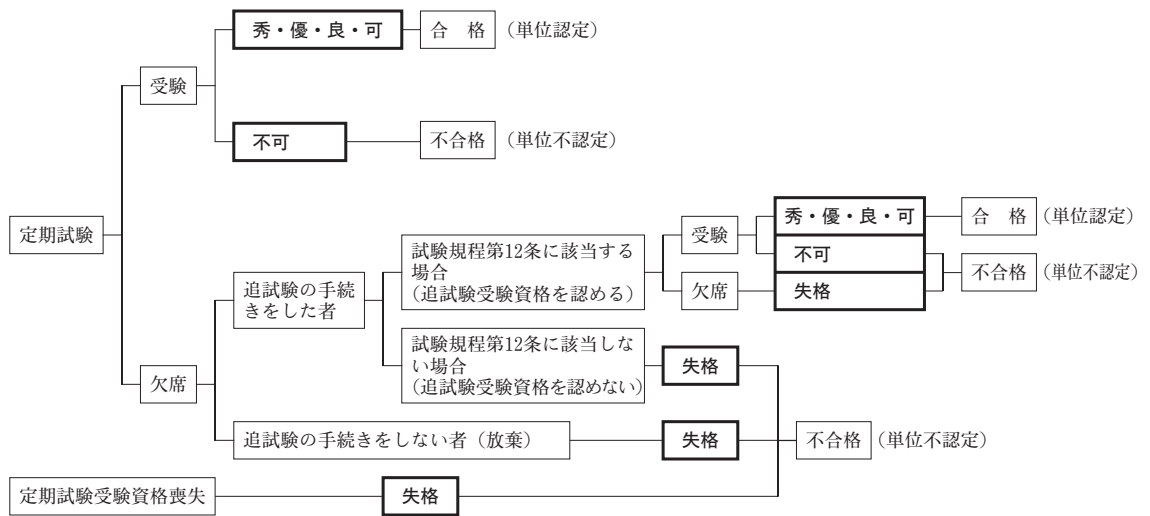 秀・優・良・可
合 格
（単位認定）
受験
不可
不合格
（単位不認定）
定期試験
欠席
追試験の手続
きをした者
試験規程第12条に該当する
場合
（追試験受験資格を認める）
受験
秀・優・良・可
合 格
（単位認定）
不可
欠席
失格
不合格
（単位不認定）
試験規程第12条に該当しな
い場合
（追試験受験資格を認めない）
失格
追試験の手続きをしない者（放棄）
失格
不合格
（単位不認定）
定期試験受験資格喪失
失格